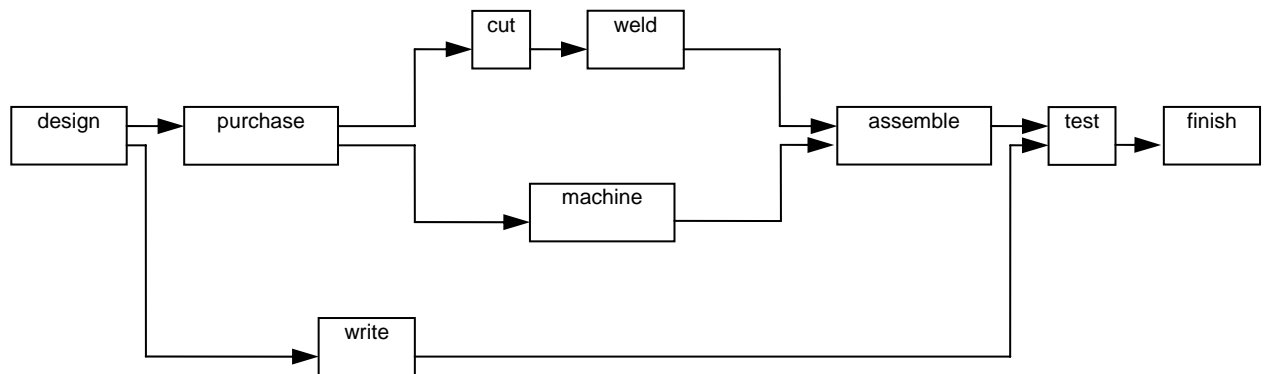 cut
weld
design
purchase
assemble
test
finish
machine
write